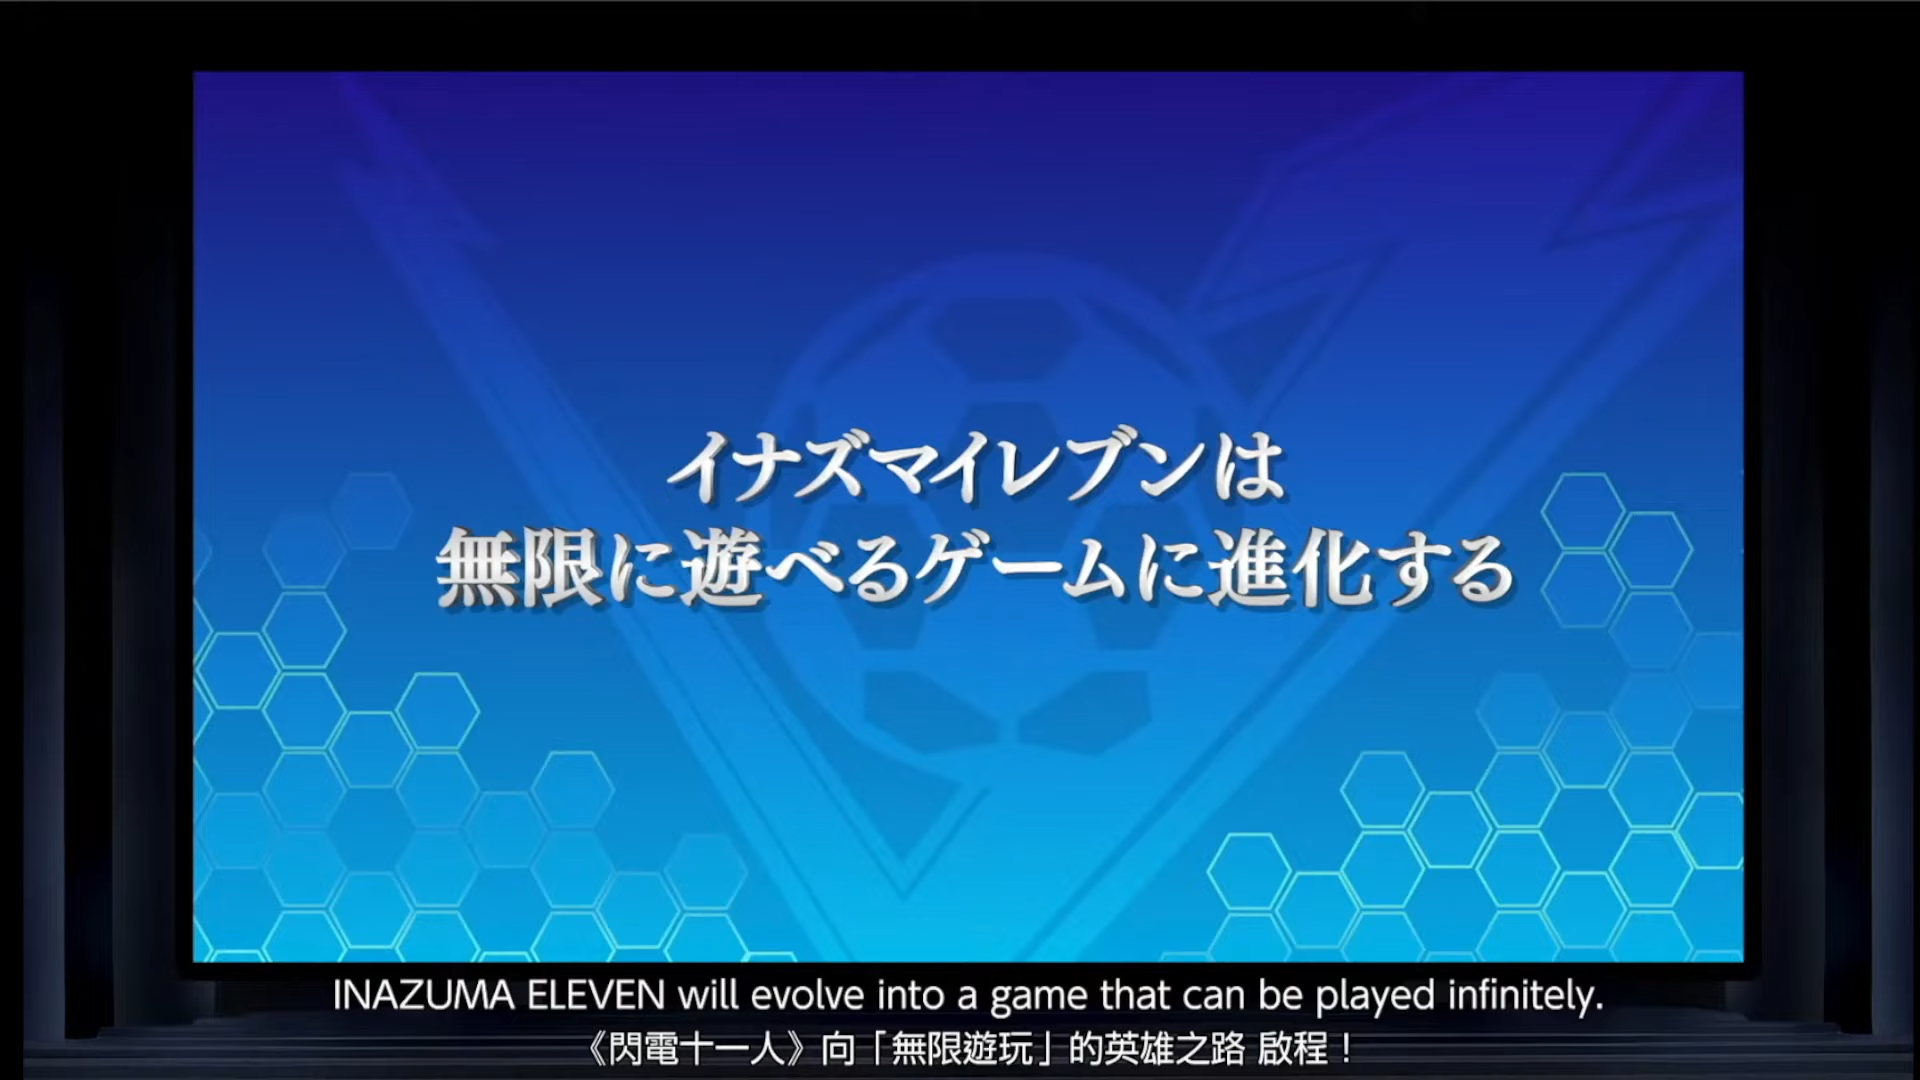 イナズマイレブンは
無限に遊べるゲームに進化する
INAZUMA ELEVEN will evolve into a game that can be played infinitely.
《閃電十一人》向「無限遊玩」的英雄之路 啟程！